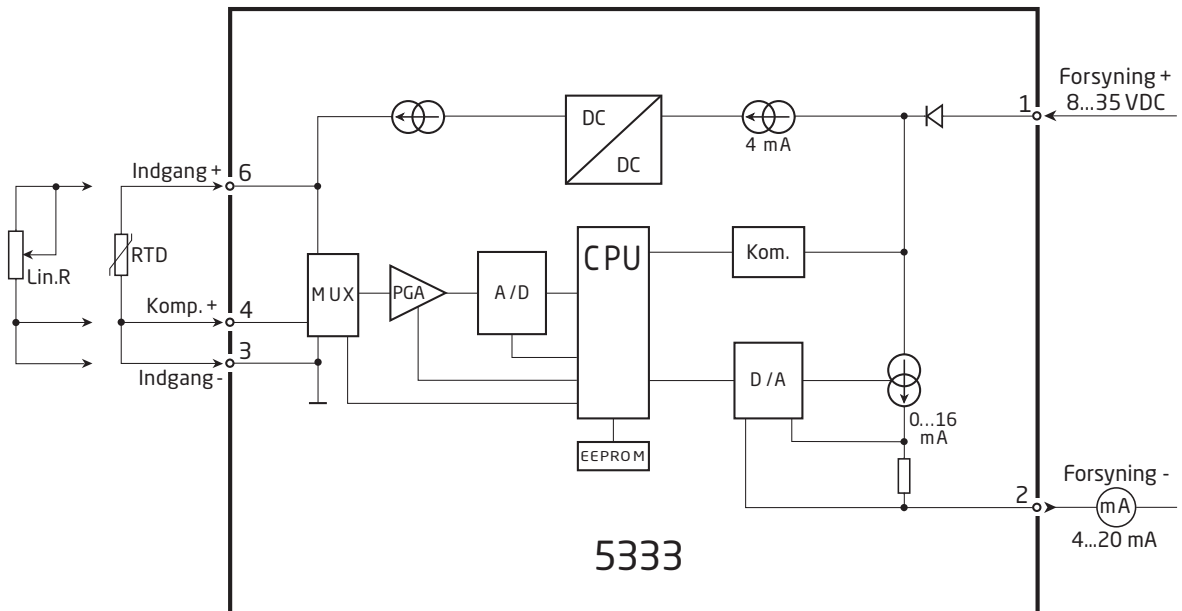 Forsyning +
8...35 VDC
1
DC
DC
4 mA
Indgang +
6
RTD
Lin.R
CPU
Kom.
MUX
PGA
A/D
Komp. +
4
3
Indgang -
D/A
0...16
mA
EEPROM
2
Forsyning -
mA
4...20 mA
5333